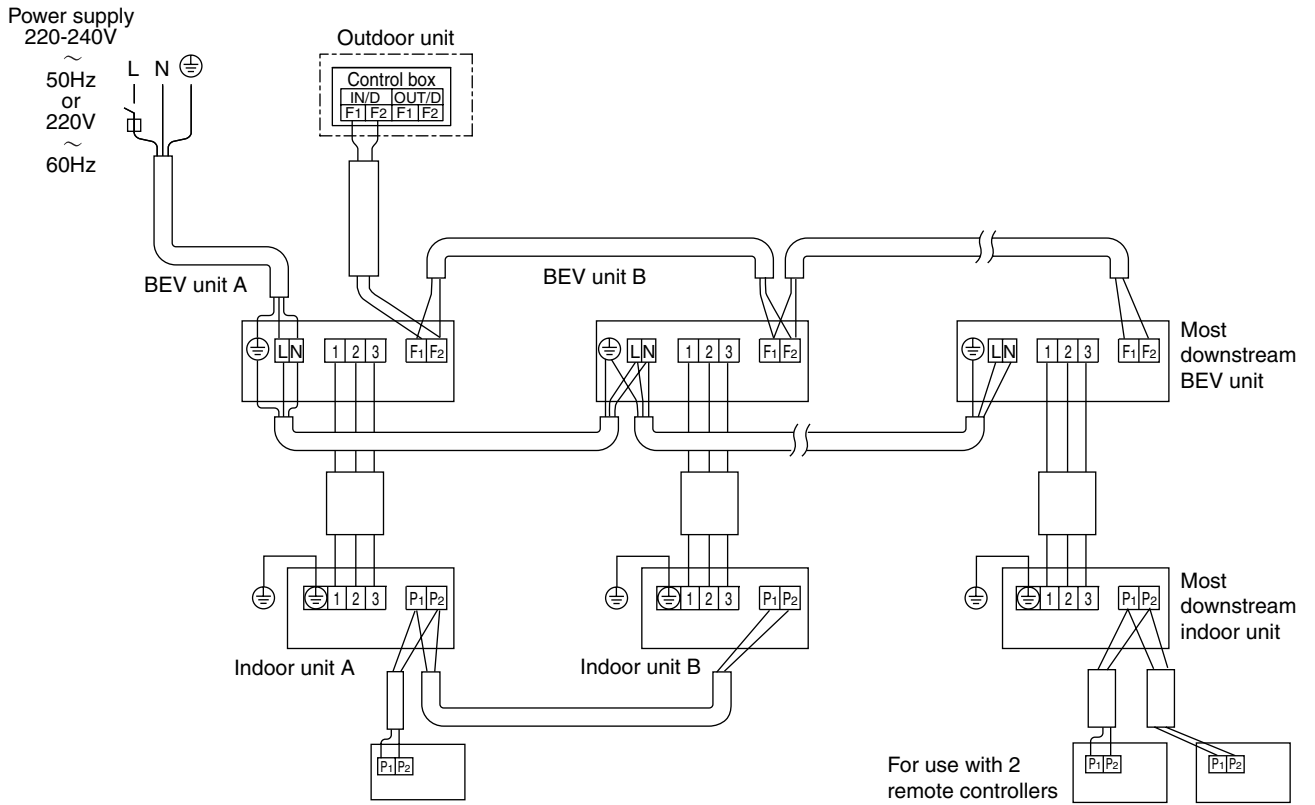 Power supply
220-240V
~
50Hz
or
220V
~
60Hz
L N
Outdoor unit
Control box
IN/D OUT/D
F1 F2 F1 F2
BEV unit A
BEV unit B
L N 1 2 3 F1 F2
L N 1 2 3 F1 F2
L N 1 2 3 F1 F2
Most
downstream
BEV unit
1 2 3 P1 P2
1 2 3 P1 P2
1 2 3 P1 P2
Most
downstream
indoor unit
Indoor unit A
Indoor unit B
P1 P2
For use with 2
remote controllers
P1 P2
P1 P2